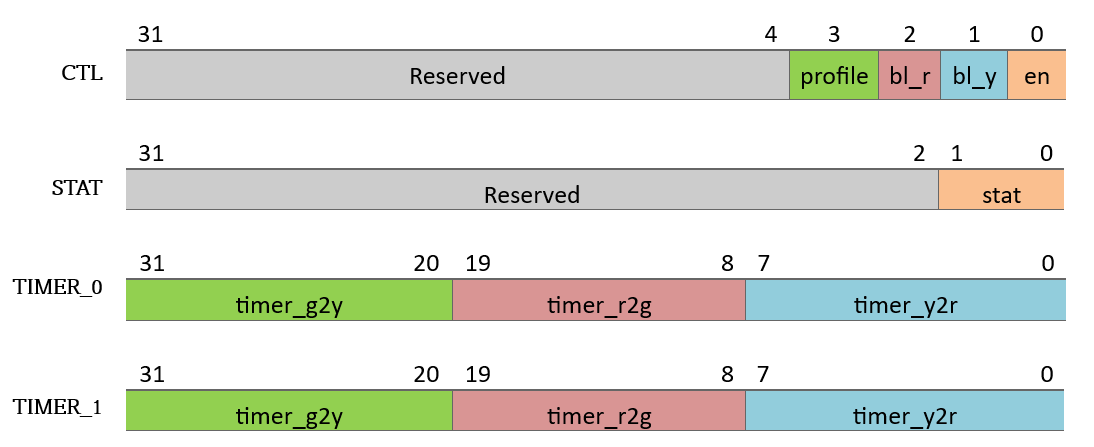 31 4 3 2 1 0
CTL Reserved profile bl_r bl_y en
31 2 1 0
STAT Reserved stat
31 20 19 8 7 0
TIMER_0 timer_g2y timer_r2g timer_y2r
31 20 19 8 7 0
TIMER_1 timer_g2y timer_r2g timer_y2r